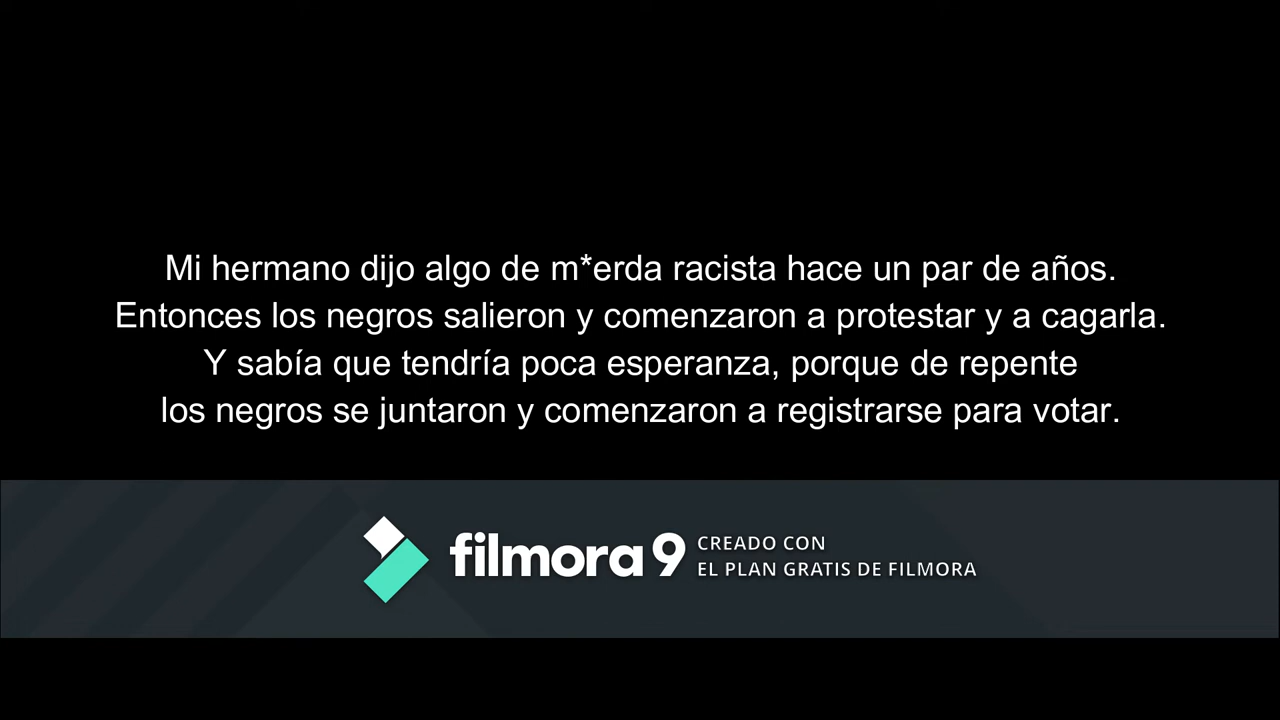 Mi hermano dijo algo de m*erda racista hace un par de años.
Entonces los negros salieron y comenzaron a protestar y a cagarla.
Y sabía que tendría poca esperanza, porque de repente
los negros se juntaron y comenzaron a registrarse para votar.
filmora 9
CREADO CON
EL PLAN GRATIS DE FILMORA